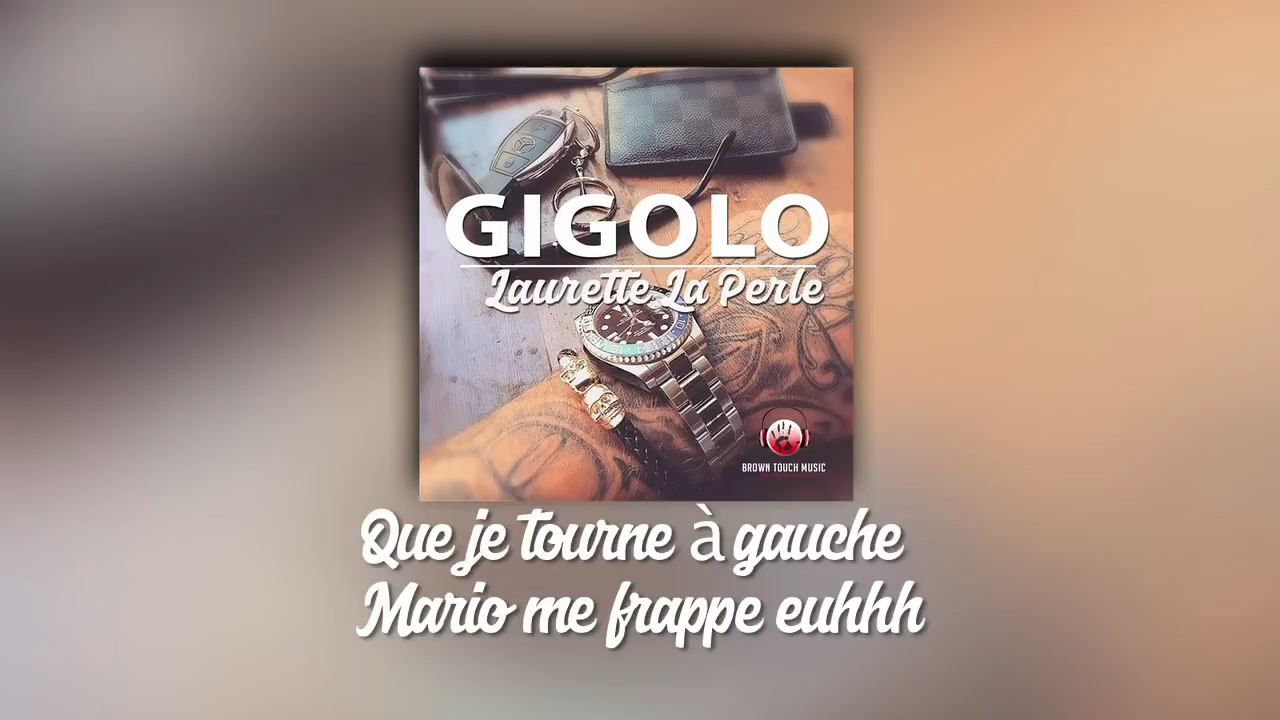 GIGOLO
Laurette La Perle
BROWN TOUCH MUSIC
Que je tourne à gauche
Mario me frappe euhhh